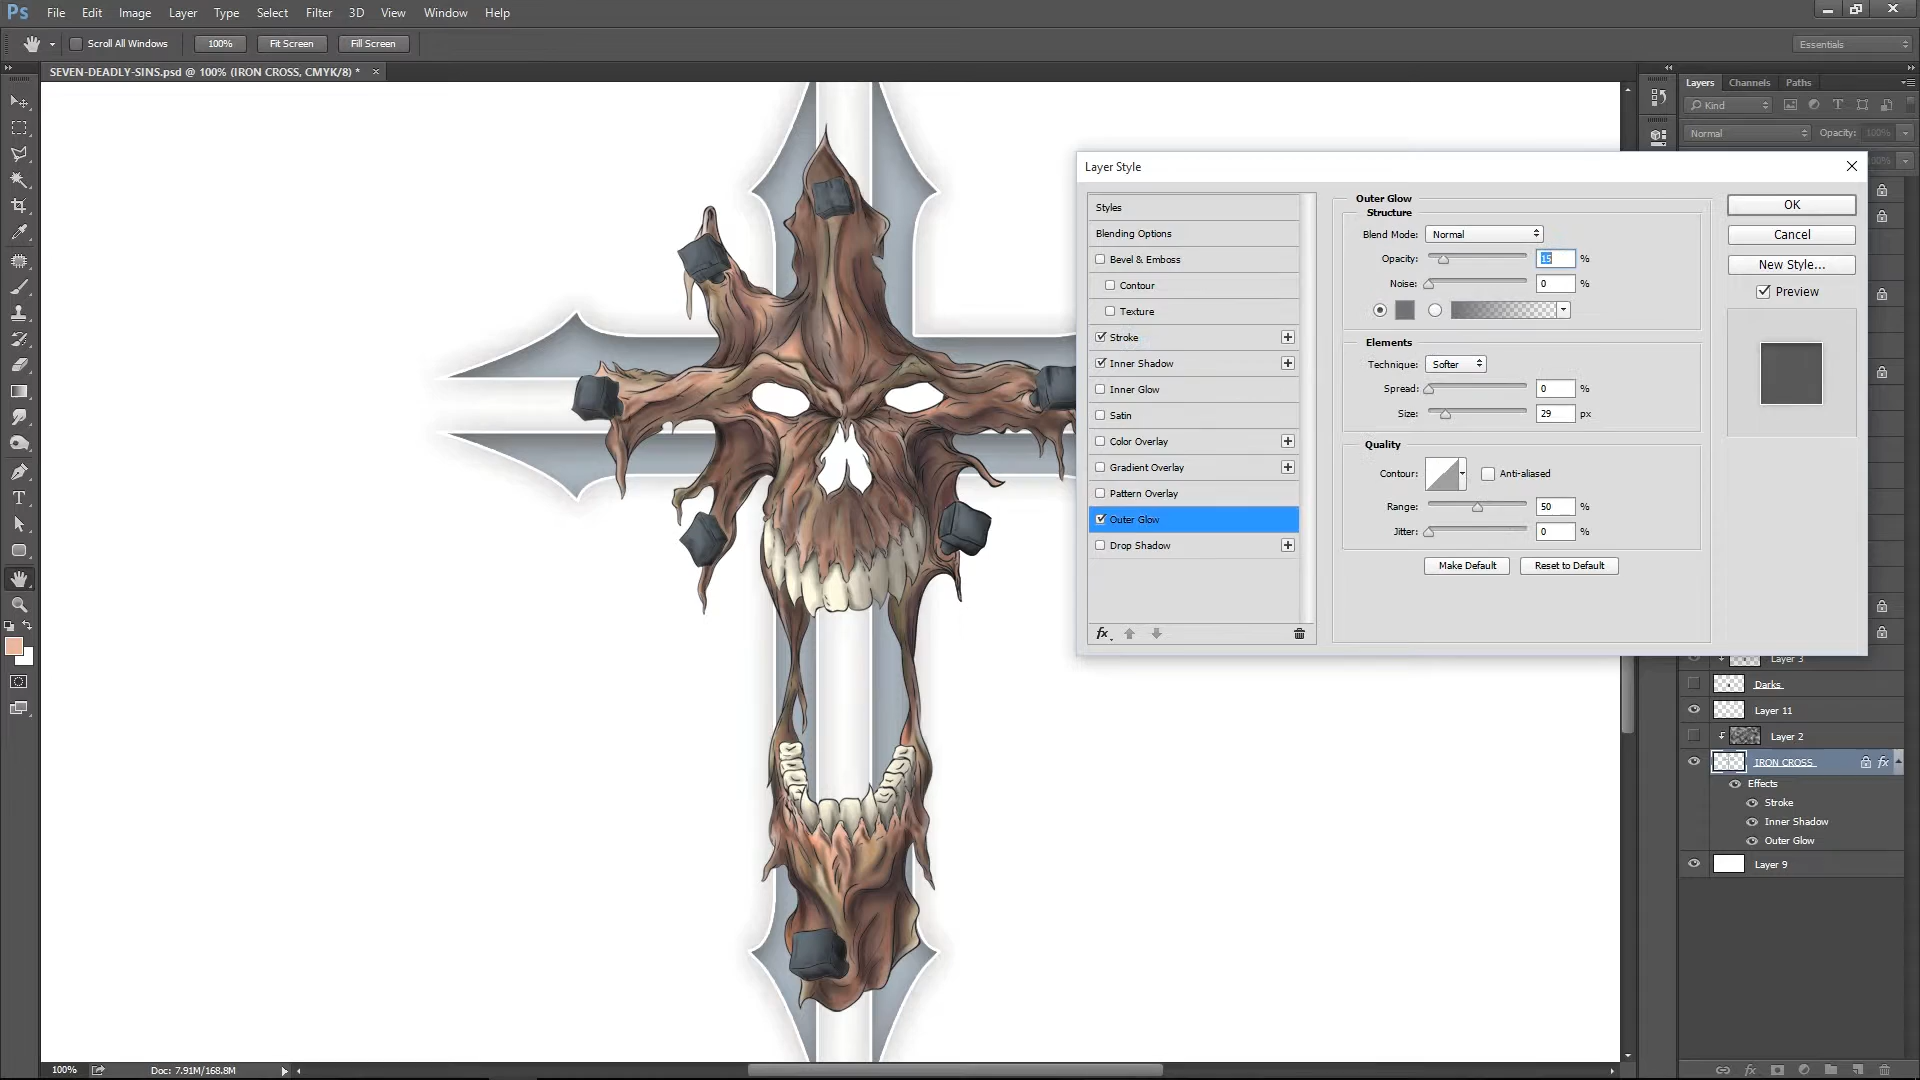 Ps File Edit Image Layer Type Select Filter 3D View Window Help
Scroll All Windows 100% Fit Screen Fill Screen Essentials
SEVEN-DEADLY-SINS.psd @ 100% (IRON CROSS, CMYK/8) * ×
Layers Channels Paths
Kind
Normal Opacity: 100%
Layer Style
Styles
Blending Options
Bevel & Emboss
Contour
Texture
Stroke
Inner Shadow
Inner Glow
Satin
Color Overlay
Gradient Overlay
Pattern Overlay
Outer Glow
Drop Shadow
fx
Outer Glow
Structure
Blend Mode: Normal
Opacity: 15 %
Noise: 0 %
Elements
Technique: Softer
Spread: 0 %
Size: 29 px
Quality
Contour: Anti-aliased
Range: 50 %
Jitter: 0 %
Make Default Reset to Default
OK
Cancel
New Style...
Preview
Layer 3
Darks
Layer 11
Layer 2
IRON CROSS fx
Effects
Stroke
Inner Shadow
Outer Glow
Layer 9
100% Doc: 7.91M/168.8M
fx